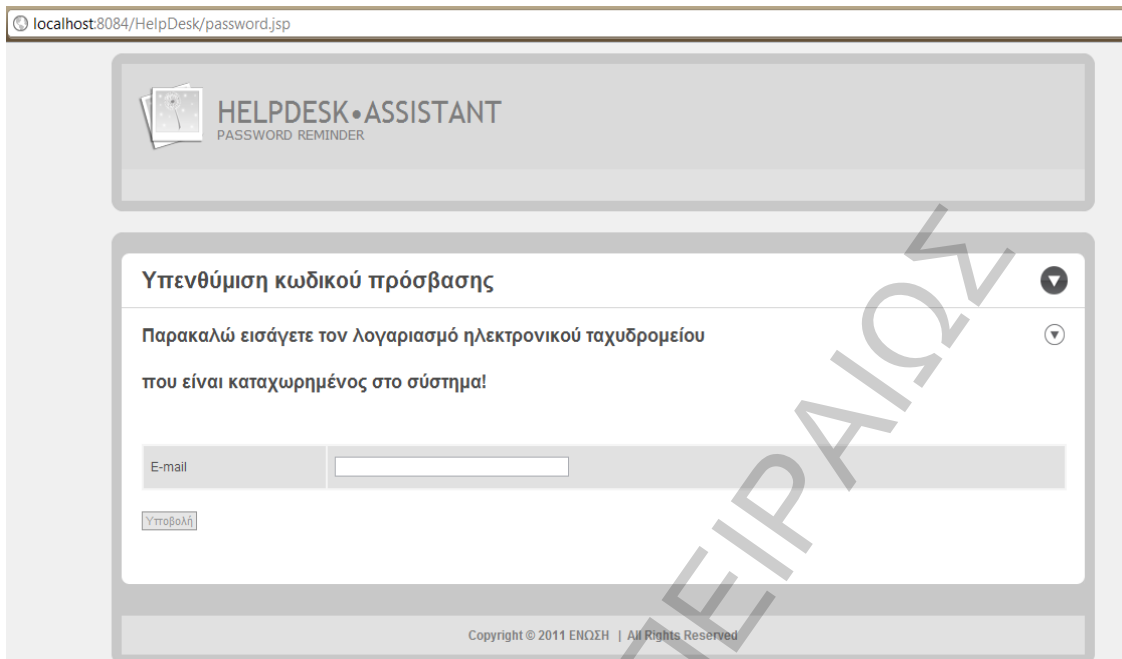 localhost:8084/HelpDesk/password.jsp
HELPDESK•ASSISTANT
PASSWORD REMINDER
Υπενθύμιση κωδικού πρόσβασης
Παρακαλώ εισάγετε τον λογαριασμό ηλεκτρονικού ταχυδρομείου
που είναι καταχωρημένος στο σύστημα!
E-mail
Υποβολή
Copyright © 2011 ΕΝΩΣΗ | All Rights Reserved
ΠΕΙΡΑΙΩΣ